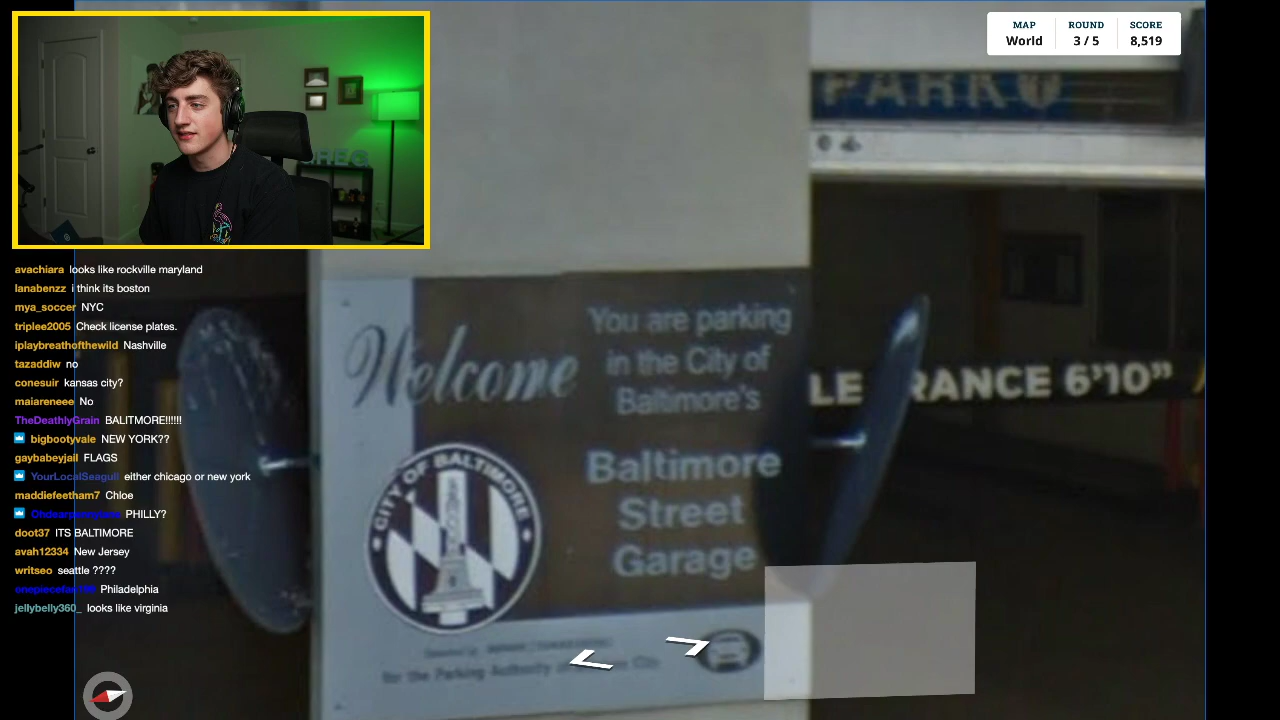 MAP
World
ROUND
3 / 5
SCORE
8,519
PARK
avachiara looks like rockville maryland
lanabenzz i think its boston
mya_soccer NYC
triplee2005 Check license plates.
iplaybreathofthewild Nashville
tazaddiw no
conesuir kansas city?
maiareneee No
TheDeathlyGrain BALITMORE!!!!!!
bigbootyvale NEW YORK??
gaybabeyjail FLAGS
YourLocalSeagull either chicago or new york
maddiefeetham7 Chloe
PHILLY?
doot37 ITS BALTIMORE
avah12334 New Jersey
writseo seattle ????
Philadelphia
jellybelly360_ looks like virginia
Welcome
You are parking
in the City of
Baltimore's
Baltimore
Street
Garage
CITY OF BALTIMORE
for the Parking Authority of
LE
RANCE 6'10"